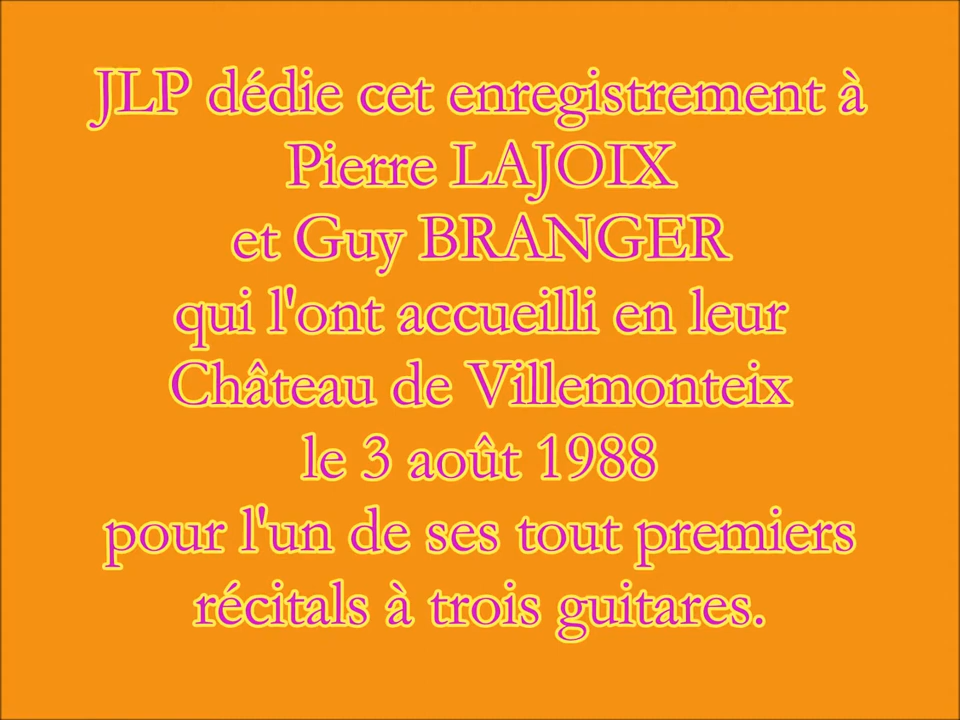 JLP dédie cet enregistrement à
Pierre LAJOIX
et Guy BRANGER
qui l'ont accueilli en leur
Château de Villemonteix
le 3 août 1988
pour l'un de ses tout premiers
récitals à trois guitares.